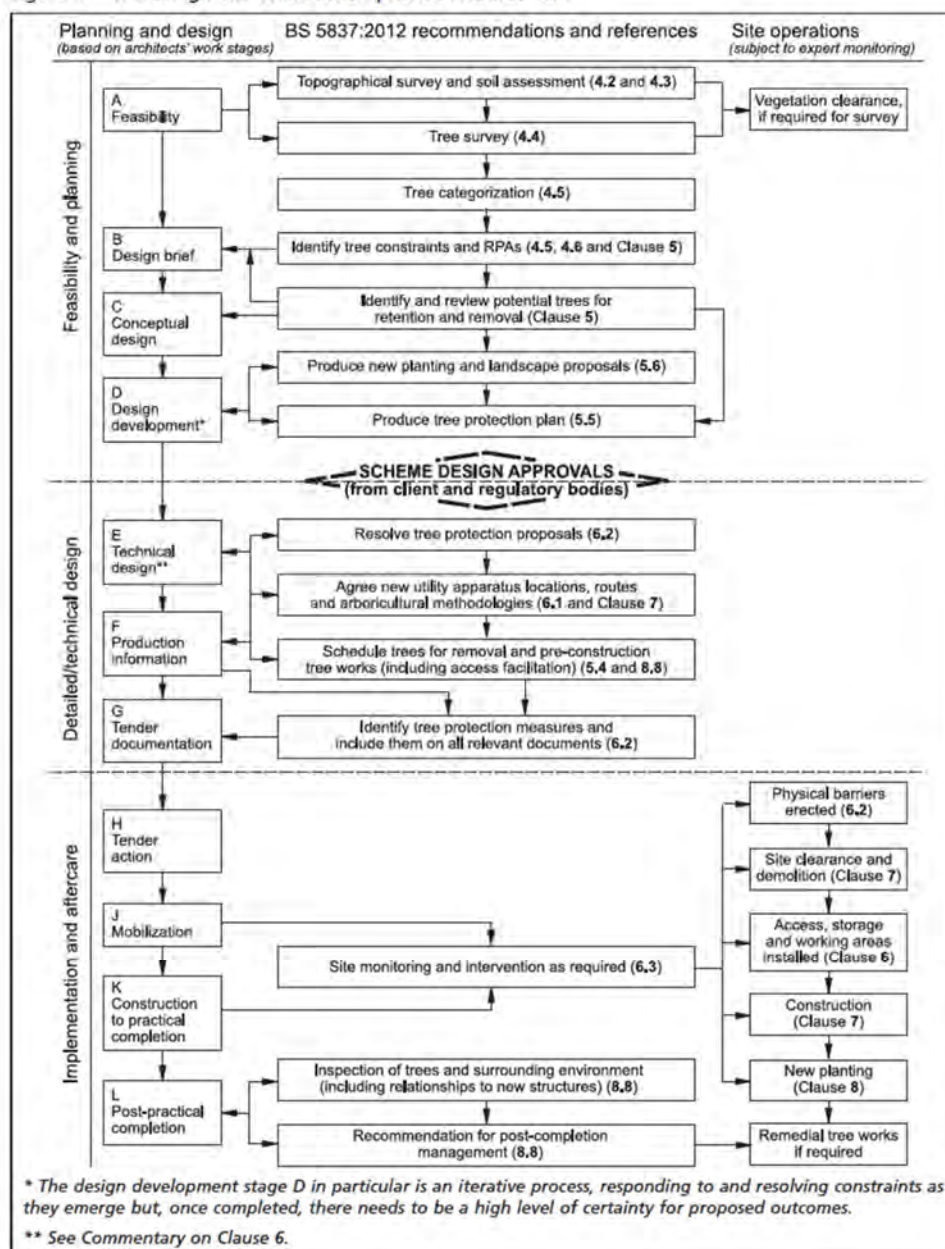 Planning and design
(based on architects' work stages)
BS 5837:2012 recommendations and references
Site operations
(subject to expert monitoring)
Feasibility and planning
A
Feasibility
Topographical survey and soil assessment (4.2 and 4.3)
Vegetation clearance,
if required for survey
Tree survey (4.4)
Tree categorization (4.5)
B
Design brief
Identify tree constraints and RPAs (4.5, 4.6 and Clause 5)
C
Conceptual
design
Identify and review potential trees for
retention and removal (Clause 5)
Produce new planting and landscape proposals (5.6)
D
Design
development*
Produce tree protection plan (5.5)
SCHEME DESIGN APPROVALS
(from client and regulatory bodies)
Detailed/technical design
E
Technical
design**
Resolve tree protection proposals (6.2)
Agree new utility apparatus locations, routes
and arboricultural methodologies (6.1 and Clause 7)
F
Production
information
Schedule trees for removal and pre-construction
tree works (including access facilitation) (5.4 and 8.8)
G
Tender
documentation
Identify tree protection measures and
include them on all relevant documents (6.2)
Implementation and aftercare
H
Tender
action
Physical barriers
erected (6.2)
Site clearance and
demolition (Clause 7)
J
Mobilization
Access, storage
and working areas
installed (Clause 6)
Site monitoring and intervention as required (6.3)
K
Construction
to practical
completion
Construction
(Clause 7)
New planting
(Clause 8)
L
Post-practical
completion
Inspection of trees and surrounding environment
(including relationships to new structures) (8.8)
Recommendation for post-completion
management (8.8)
Remedial tree works
if required
* The design development stage D in particular is an iterative process, responding to and resolving constraints as
they emerge but, once completed, there needs to be a high level of certainty for proposed outcomes.
** See Commentary on Clause 6.